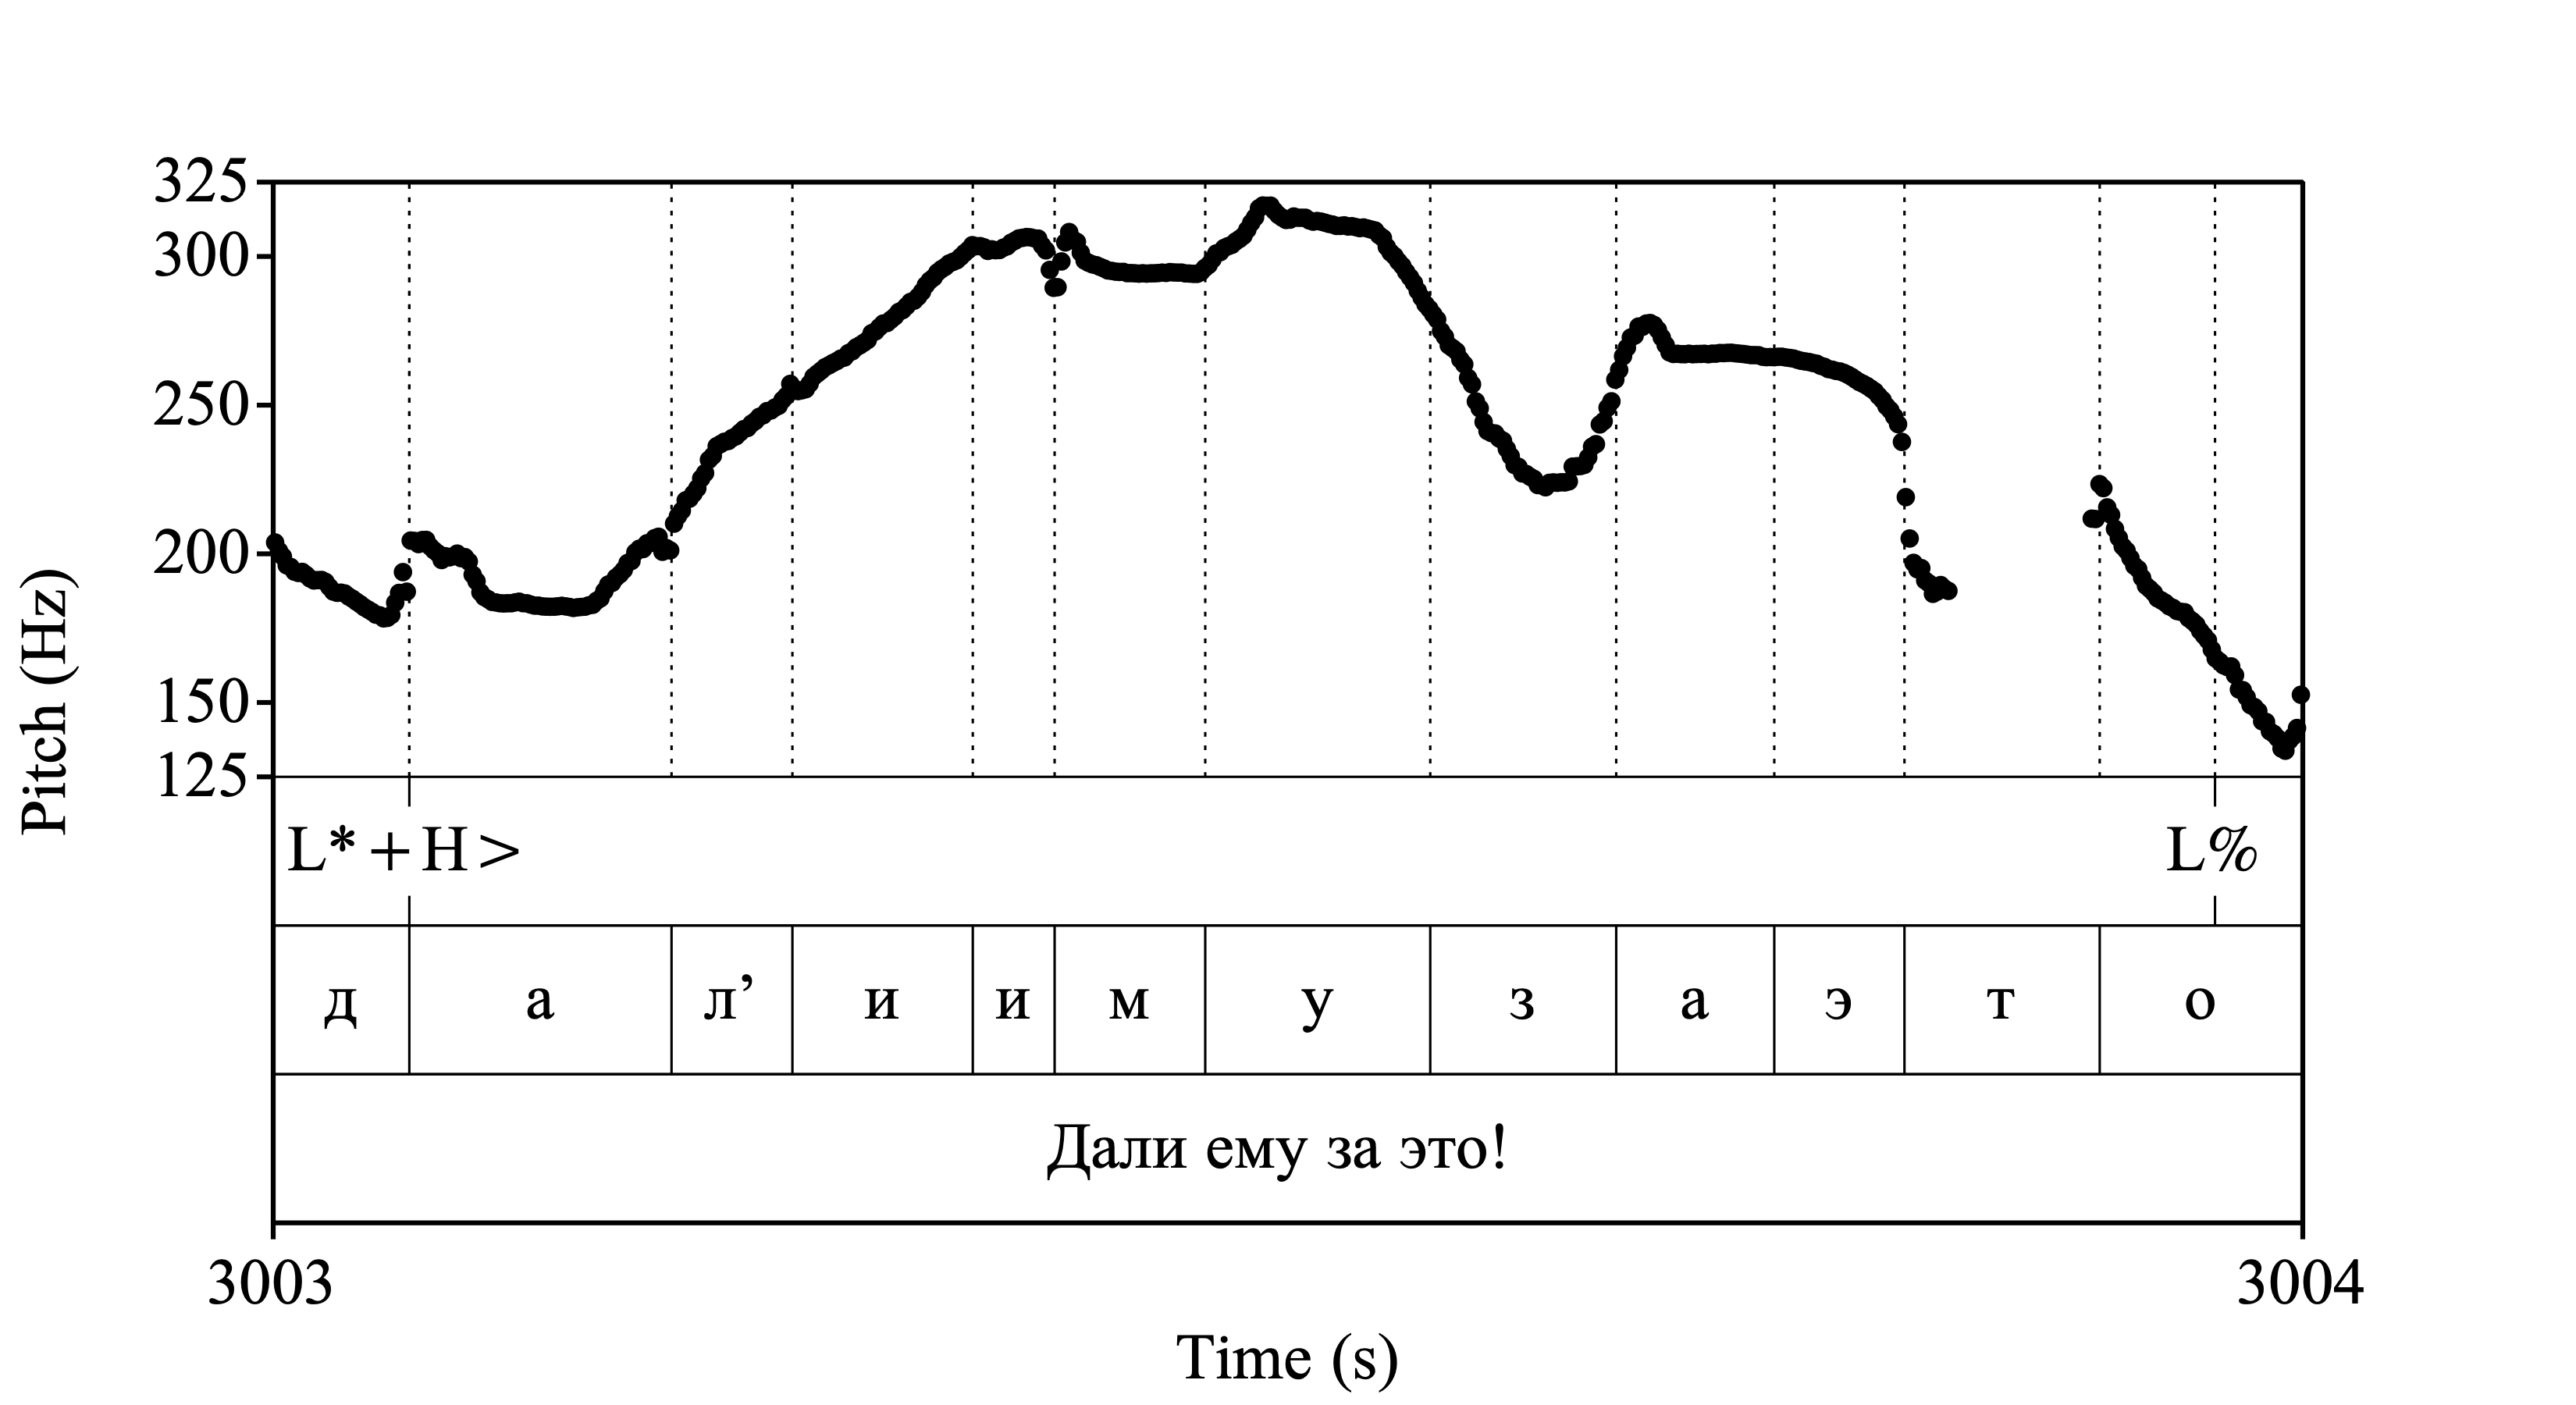 325
300
250
200
150
125
Pitch (Hz)
L*+H> L%
д а л’ и и м у з а э т о
Дали ему за это!
3003 3004
Time (s)